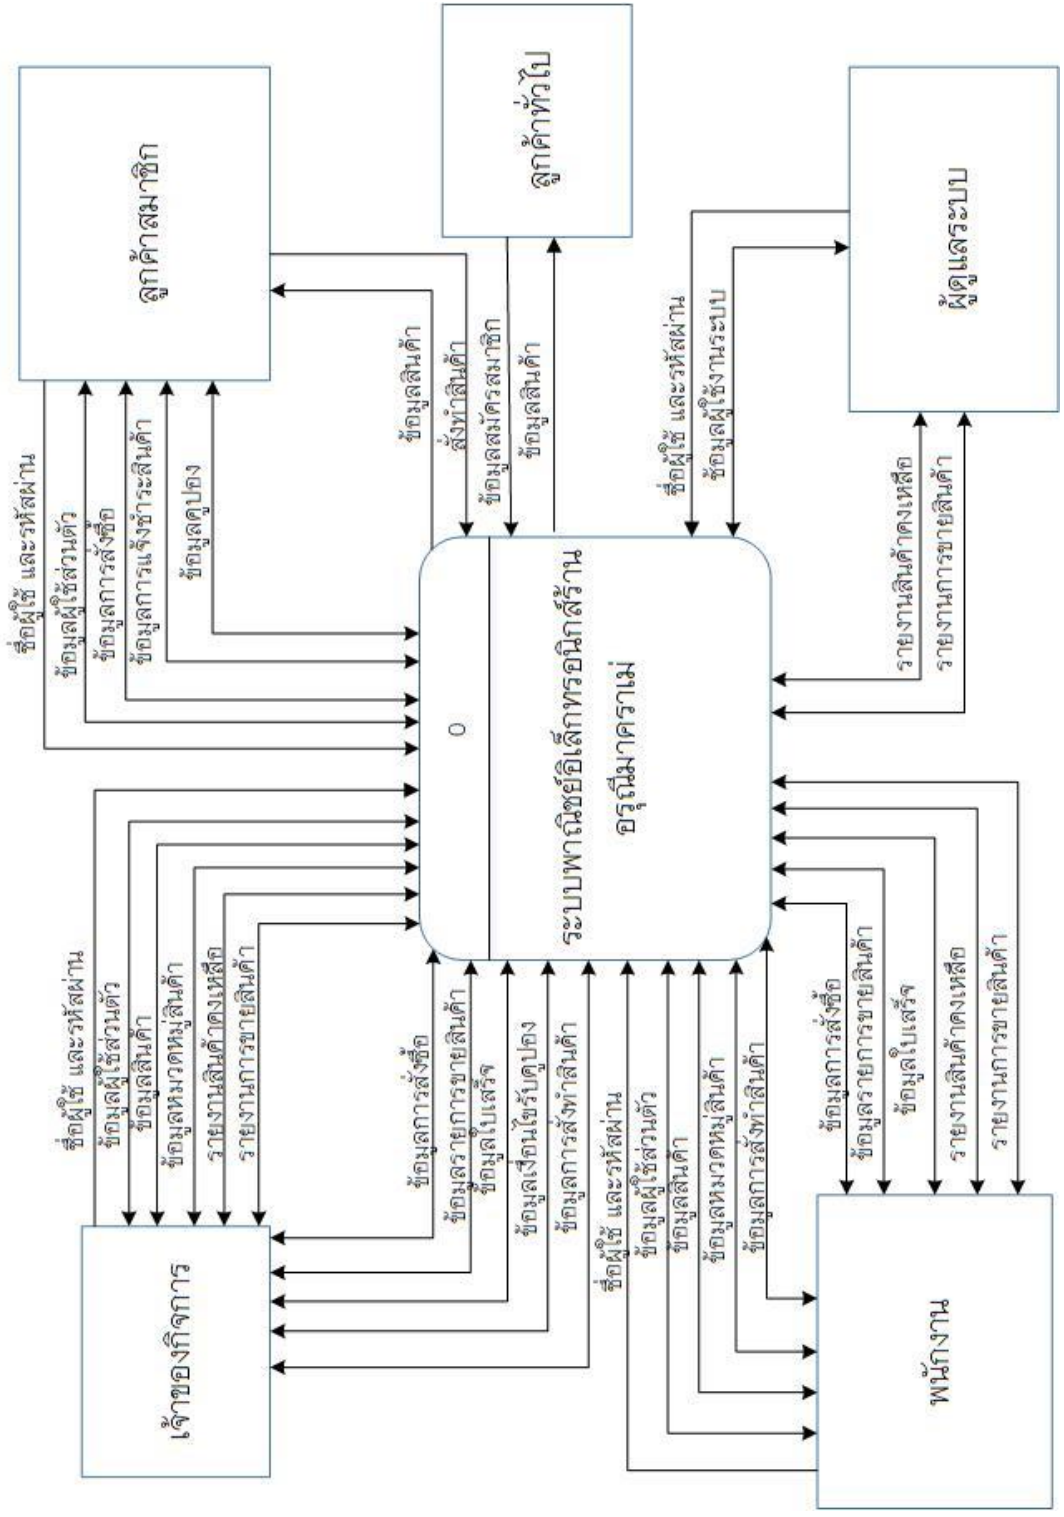 เจ้าของกิจการ
ชื่อผู้ใช้ และรหัสผ่าน
ข้อมูลผู้ใช้ส่วนตัว
ข้อมูลสินค้า
ข้อมูลหมวดหมู่สินค้า
รายงานสินค้าคงเหลือ
รายงานการขายสินค้า
ข้อมูลการสั่งซื้อ
ข้อมูลรายการขายสินค้า
ข้อมูลใบเสร็จ
ข้อมูลเงื่อนไขรับคูปอง
ข้อมูลการสั่งทำสินค้า
ลูกค้าสมาชิก
ชื่อผู้ใช้ และรหัสผ่าน
ข้อมูลผู้ใช้ส่วนตัว
ข้อมูลการสั่งซื้อ
ข้อมูลการแจ้งชำระสินค้า
ข้อมูลคูปอง
ข้อมูลสินค้า
สั่งทำสินค้า
ลูกค้าทั่วไป
ข้อมูลสมัครสมาชิก
ข้อมูลสินค้า
0
ระบบพาณิชย์อิเล็กทรอนิกส์ร้าน
อรุณีมาคราเม่
พนักงาน
ชื่อผู้ใช้ และรหัสผ่าน
ข้อมูลผู้ใช้ส่วนตัว
ข้อมูลสินค้า
ข้อมูลหมวดหมู่สินค้า
ข้อมูลการสั่งทำสินค้า
ข้อมูลการสั่งซื้อ
ข้อมูลรายการขายสินค้า
ข้อมูลใบเสร็จ
รายงานสินค้าคงเหลือ
รายงานการขายสินค้า
ผู้ดูแลระบบ
ชื่อผู้ใช้ และรหัสผ่าน
ข้อมูลผู้ใช้งานระบบ
รายงานสินค้าคงเหลือ
รายงานการขายสินค้า